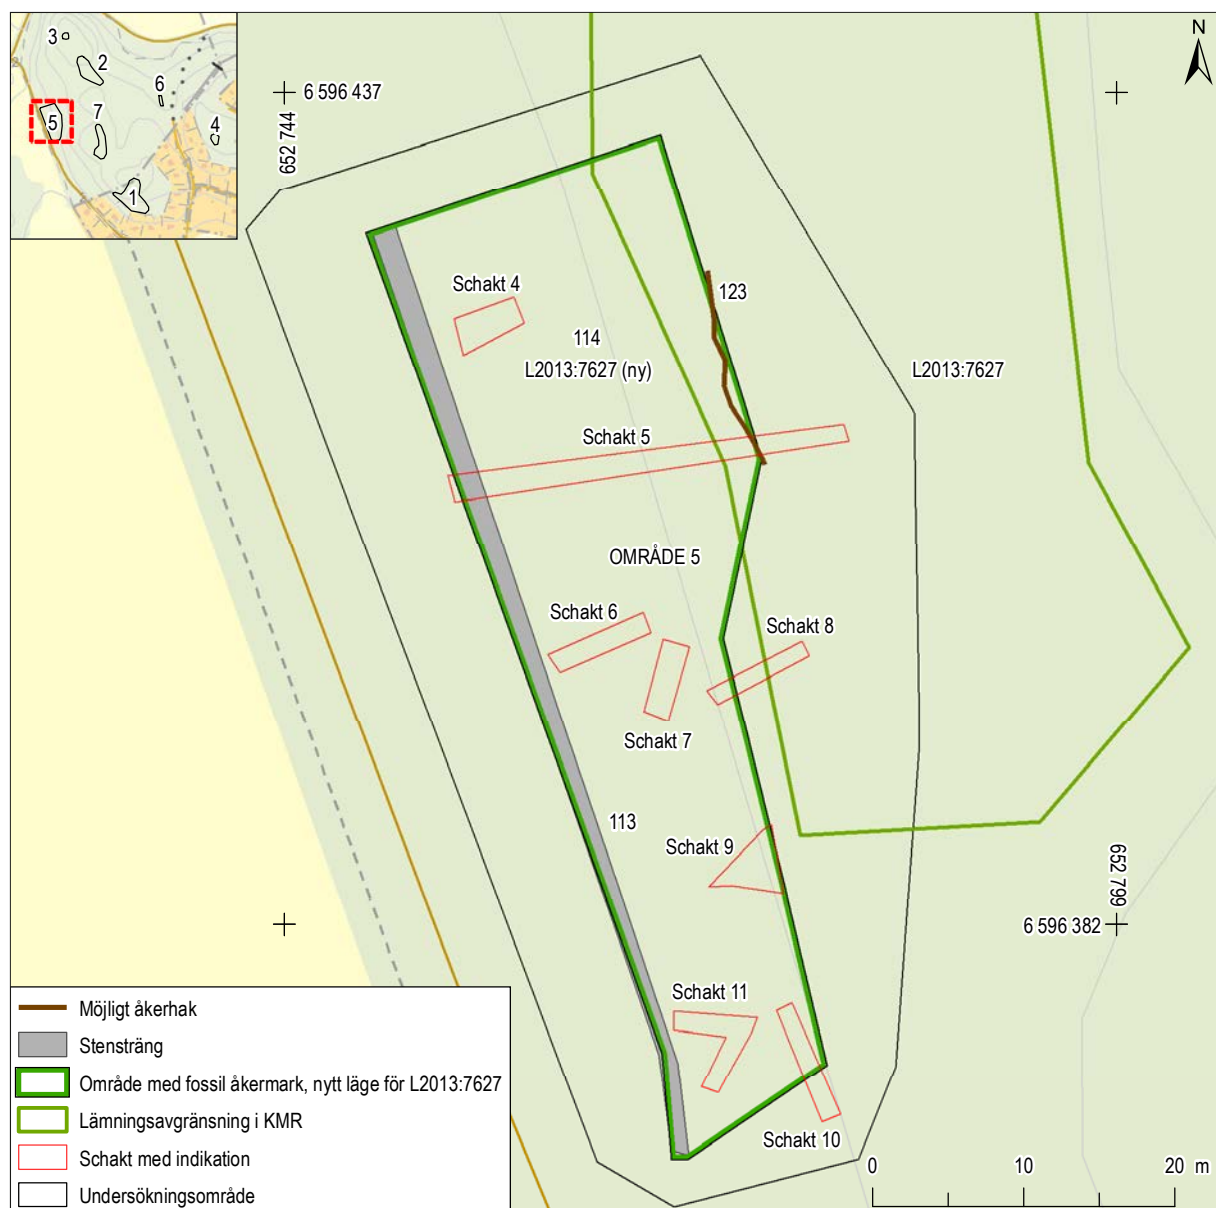 3
2
2
6
5
7
4
1
N
6 596 437
652 744
Schakt 4
123
114
L2013:7627 (ny)
L2013:7627
Schakt 5
OMRÅDE 5
Schakt 6
Schakt 8
Schakt 7
113
Schakt 9
652 799
6 596 382
Schakt 11
Schakt 10
Möjligt åkerhak
Stensträng
Område med fossil åkermark, nytt läge för L2013:7627
Lämningsavgränsning i KMR
Schakt med indikation
Undersökningsområde
0 10 20 m